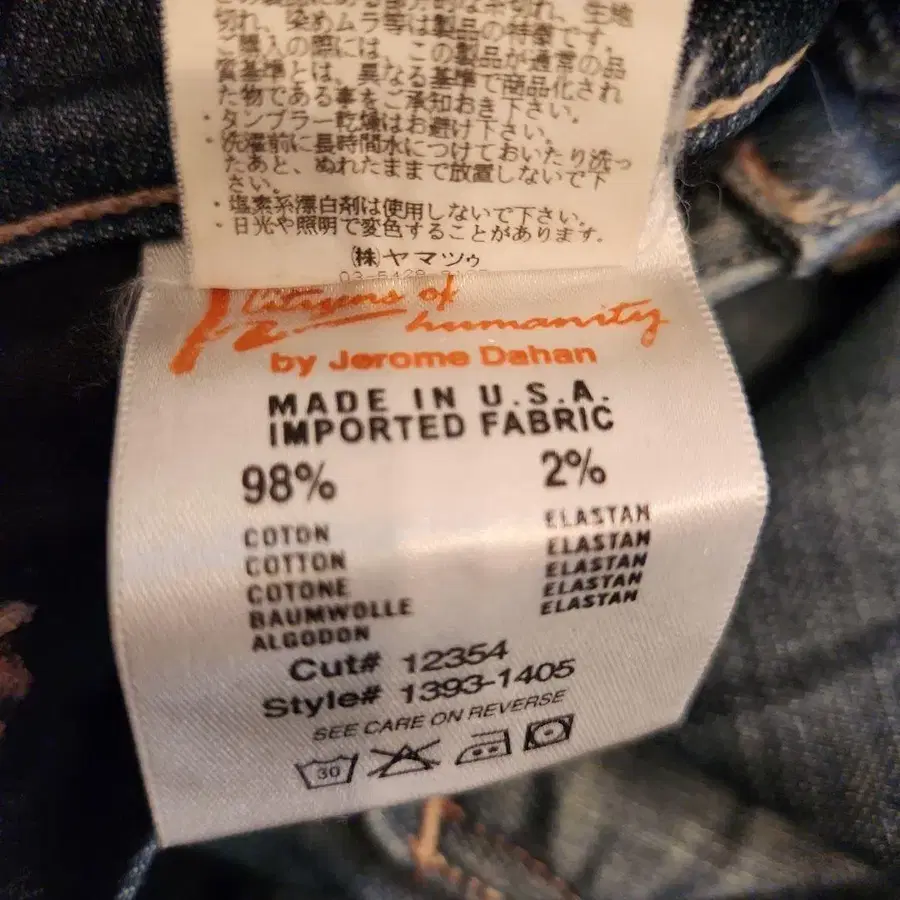 切れ、染めムラ等は製品の特徴です。
ご購入の際には、この製品が通常の品
質基準とは、異なる基準で商品化され
た物である事をご承知おき下さい。
・タンブラー乾燥はお避け下さい。
・洗濯前に長時間水につけておいたり洗っ
たあと、ぬれたままで放置しないで下
さい。
・塩素系漂白剤は使用しないで下さい。
・日光や照明で変色することがあります。
㈱ヤマツゥ
citizens of
humanity
by Jerome Dahan
MADE IN U.S.A.
IMPORTED FABRIC
98% 2%
COTON ELASTAN
COTTON ELASTAN
COTONE ELASTAN
BAUMWOLLE ELASTAN
ALGODON ELASTAN
Cut# 12354
Style# 1393-1405
SEE CARE ON REVERSE
30